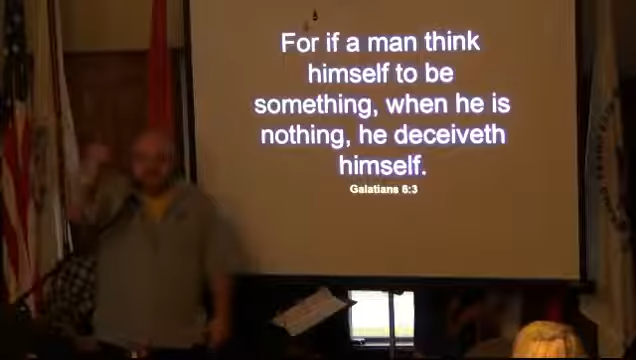 For if a man think
himself to be
something, when he is
nothing, he deceiveth
himself.
Galatians 6:3